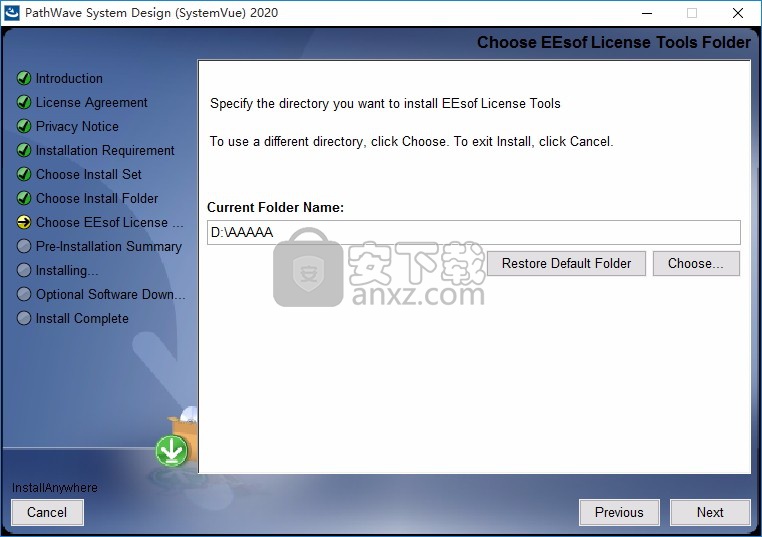 PathWave System Design (SystemVue) 2020
Choose EEsof License Tools Folder
Introduction
License Agreement
Privacy Notice
Installation Requirement
Choose Install Set
Choose Install Folder
Choose EEsof License ...
Pre-Installation Summary
Installing...
Optional Software Down...
Install Complete
Specify the directory you want to install EEsof License Tools
To use a different directory, click Choose. To exit Install, click Cancel.
Current Folder Name:
D:\AAAAA
Restore Default Folder
Choose...
安下载
anxz.com
InstallAnywhere
Cancel
Previous
Next